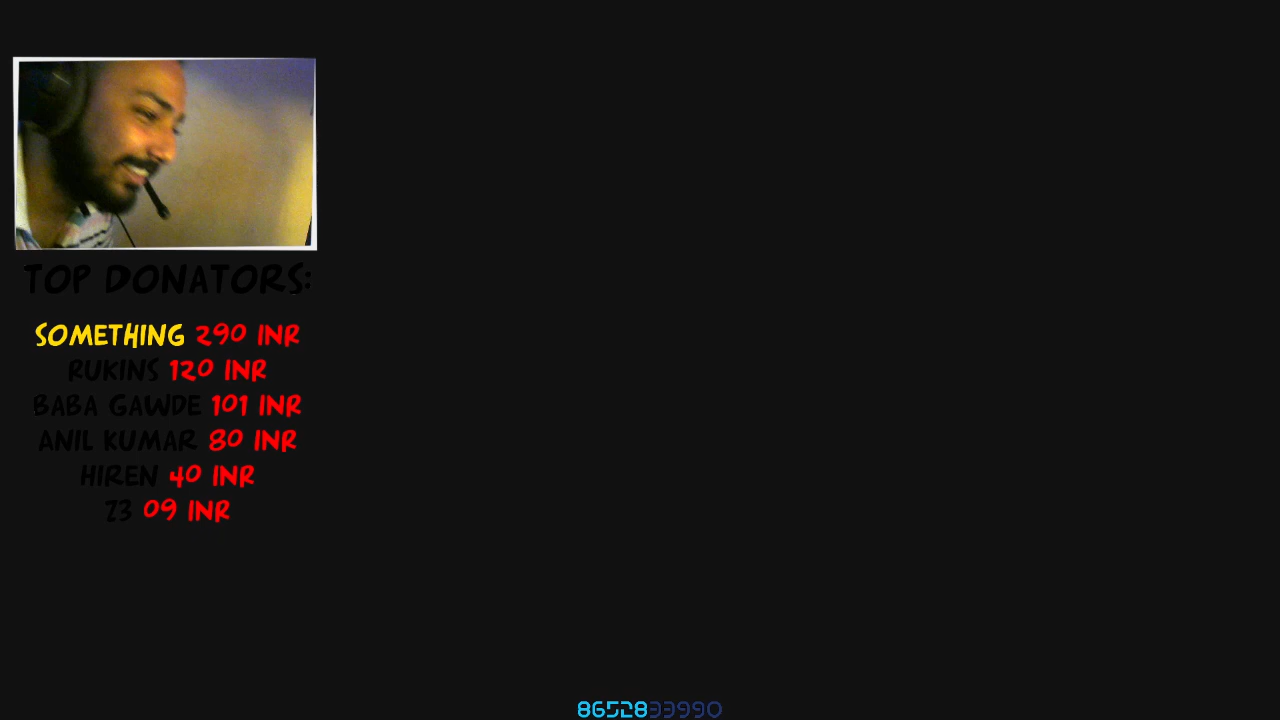 TOP DONATORS:
SOMETHING 290 INR
RUKINS 120 INR
BABA GAWDE 101 INR
ANIL KUMAR 80 INR
HIREN 40 INR
Z3 09 INR
8652833990